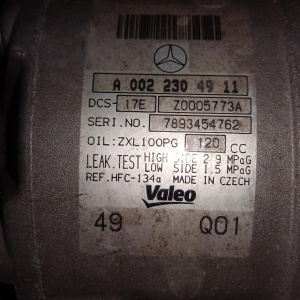 A 002 230 49 11
DCS- 17E Z0005773A
SERI.NO. 7893454762
OIL:ZXL100PG 120 CC
LEAK.TEST HIGH SIDE 2.9 MPaG
LOW SIDE 1.5 MPaG
REF.HFC-134a MADE IN CZECH
Valeo
49 Q01